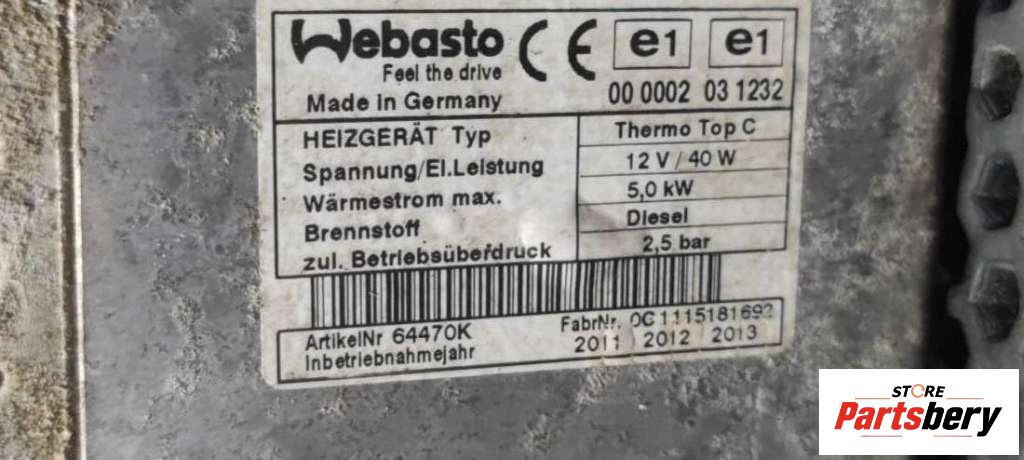 Webasto CE e1 e1
Feel the drive
Made in Germany 00 0002 03 1232
HEIZGERÄT Typ Thermo Top C
Spannung/El.Leistung 12 V / 40 W
Wärmestrom max. 5,0 kW
Brennstoff Diesel
zul. Betriebsüberdruck 2,5 bar
ArtikelNr 64470K FabrNr. 0C1115181692
Inbetriebnahmejahr 2011 2012 2013
STORE
Partsbery